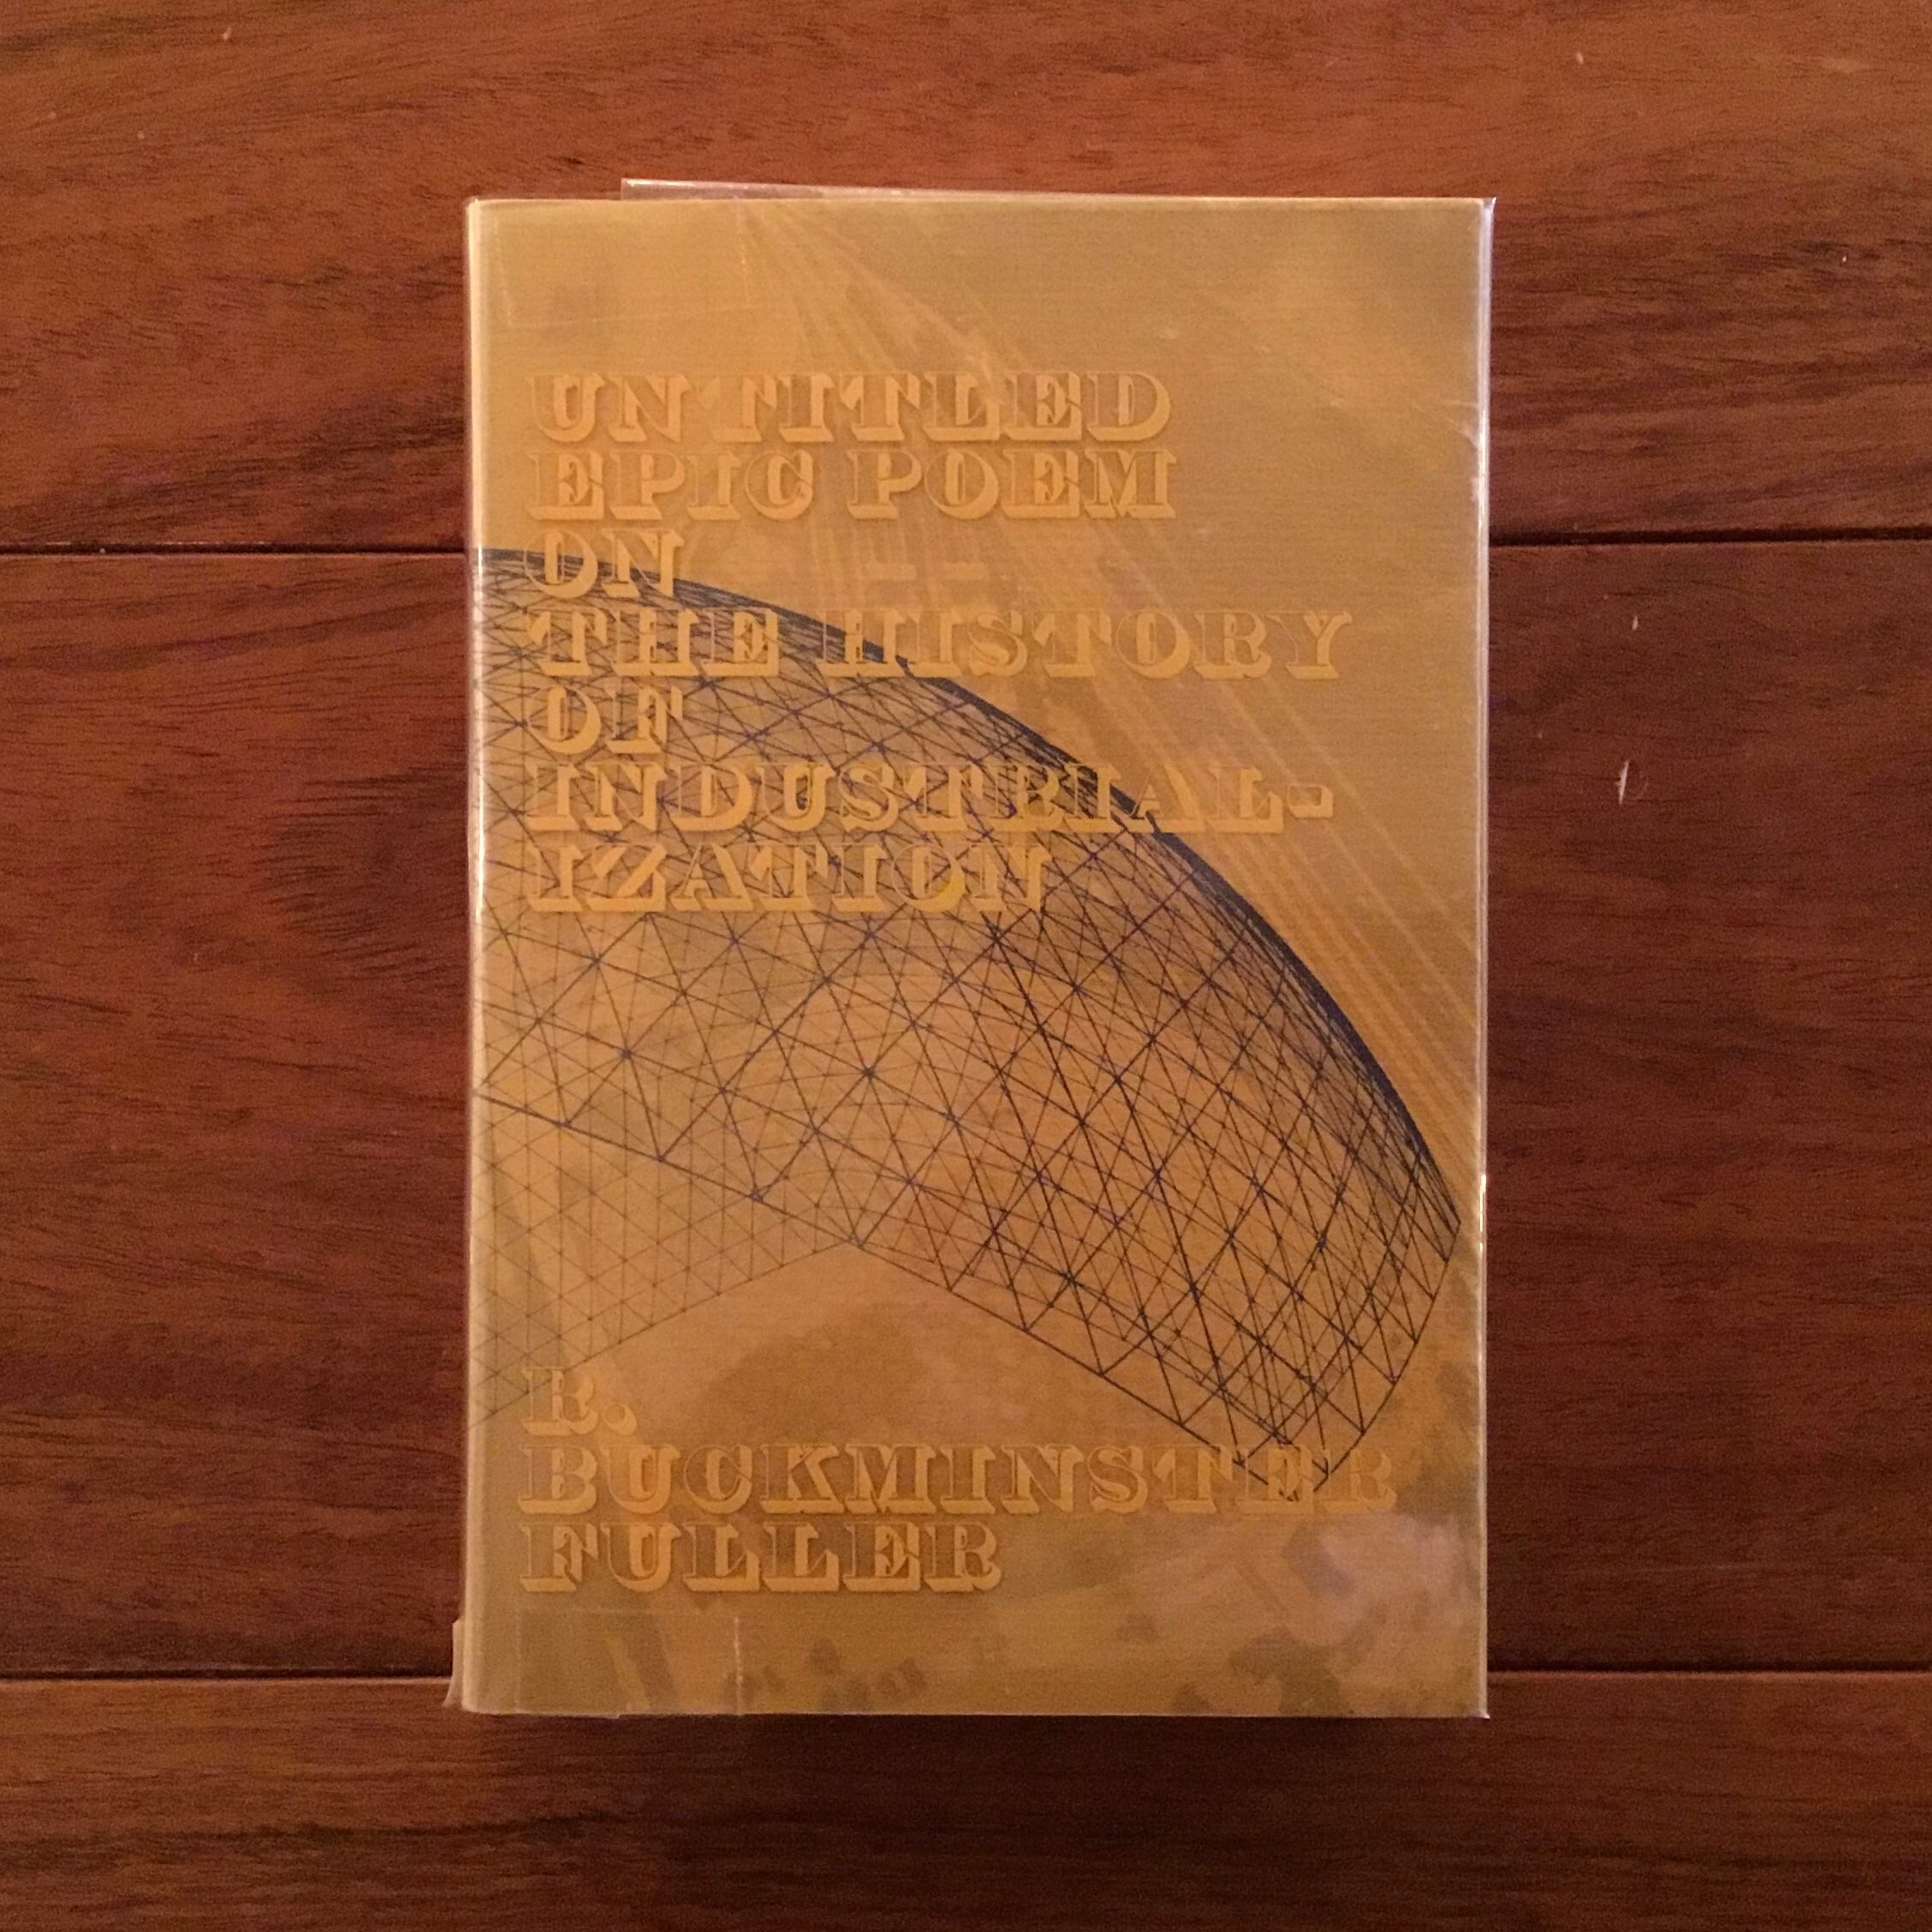 UNTITLED
EPIC POEM
ON
THE HISTORY
OF
INDUSTRIAL-
IZATION
R.
BUCKMINSTER
FULLER